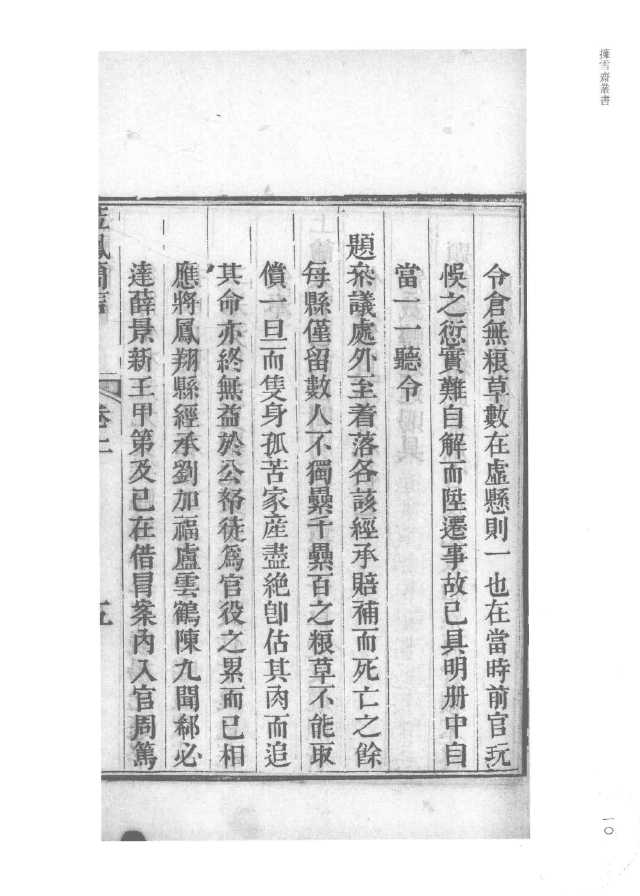 擁雪齋叢書
令倉無粮草數在虛懸則一也在當時前官玩
悞之愆實難自解而陞遷事故已具明册中自
當一一聽令
題叅議處外至着落各該經承賠補而死亡之餘
每縣僅留數人不獨纍千纍百之粮草不能取
償一旦而隻身孤苦家産盡絶卽估其肉而追
其命亦終無益於公帑徒爲官役之累而已相
應將鳳翔縣經承劉加福盧雲鶴陳九聞郗必
達薛景新王甲第及已在借冒案內入官周篤
卷二
五
一〇